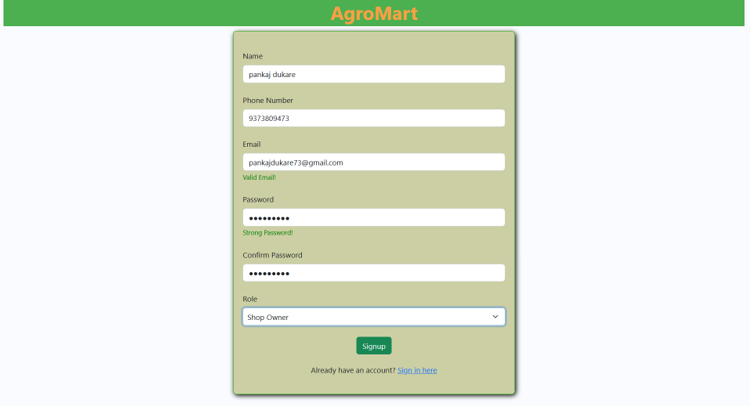 AgroMart
Name
pankaj dukare
Phone Number
9373809473
Email
pankajdukare73@gmail.com
Valid Email!
Password
●●●●●●●●●
Strong Password!
Confirm Password
●●●●●●●●●
Role
Shop Owner
Signup
Already have an account? Sign in here